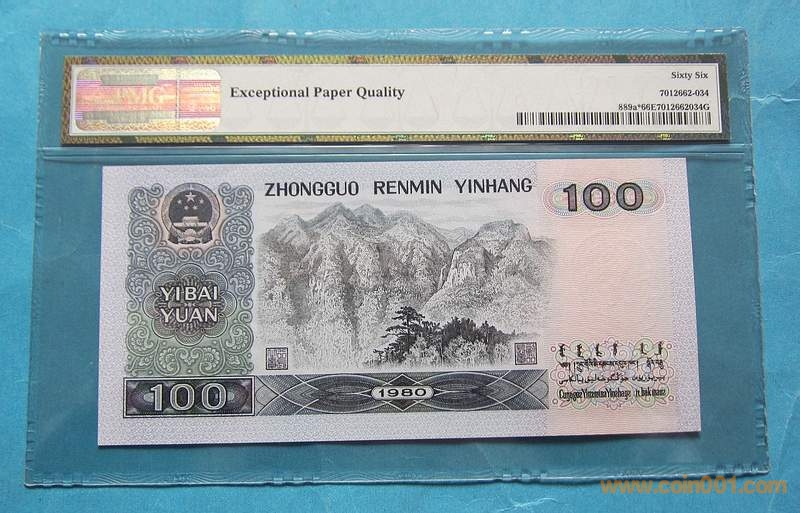 PMG
Exceptional Paper Quality
Sixty Six
7012662-034
889a*66E7012662034G
ZHONGGUO RENMIN YINHANG
100
YIBAI
YUAN
100
1980
www.coin001.com